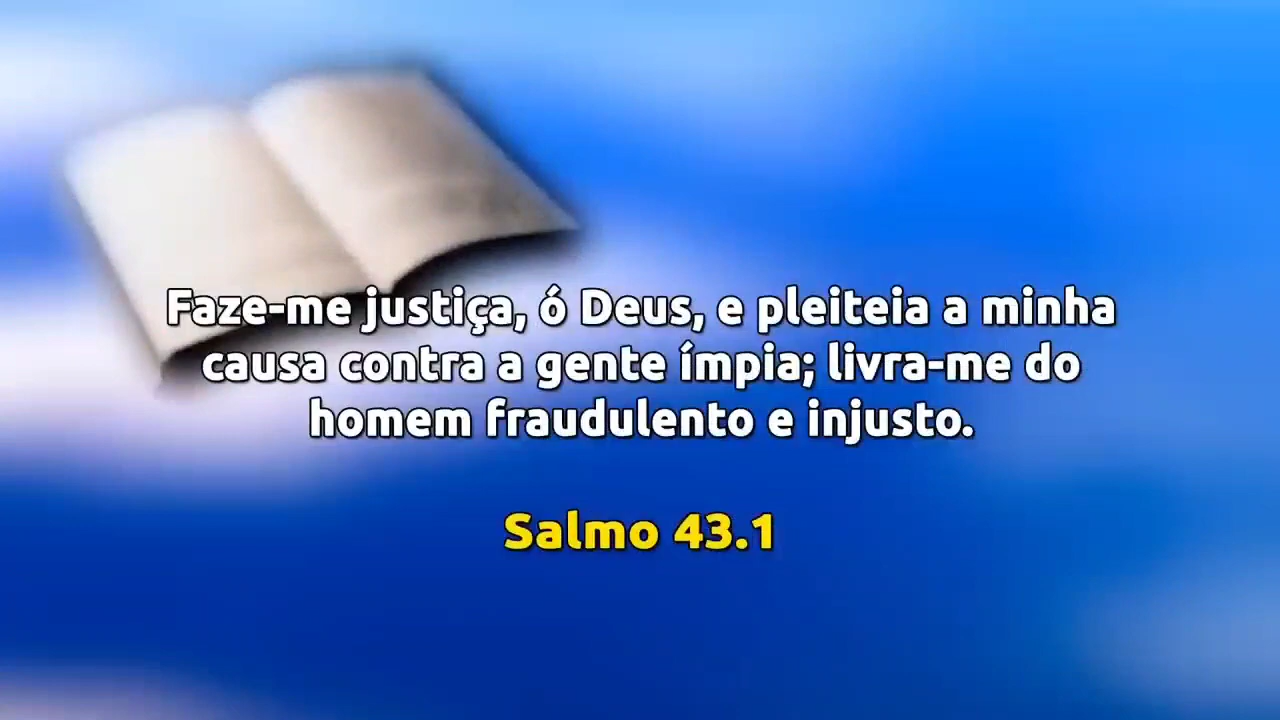 Faze-me justiça, ó Deus, e pleiteia a minha
causa contra a gente ímpia; livra-me do
homem fraudulento e injusto.
Salmo 43.1